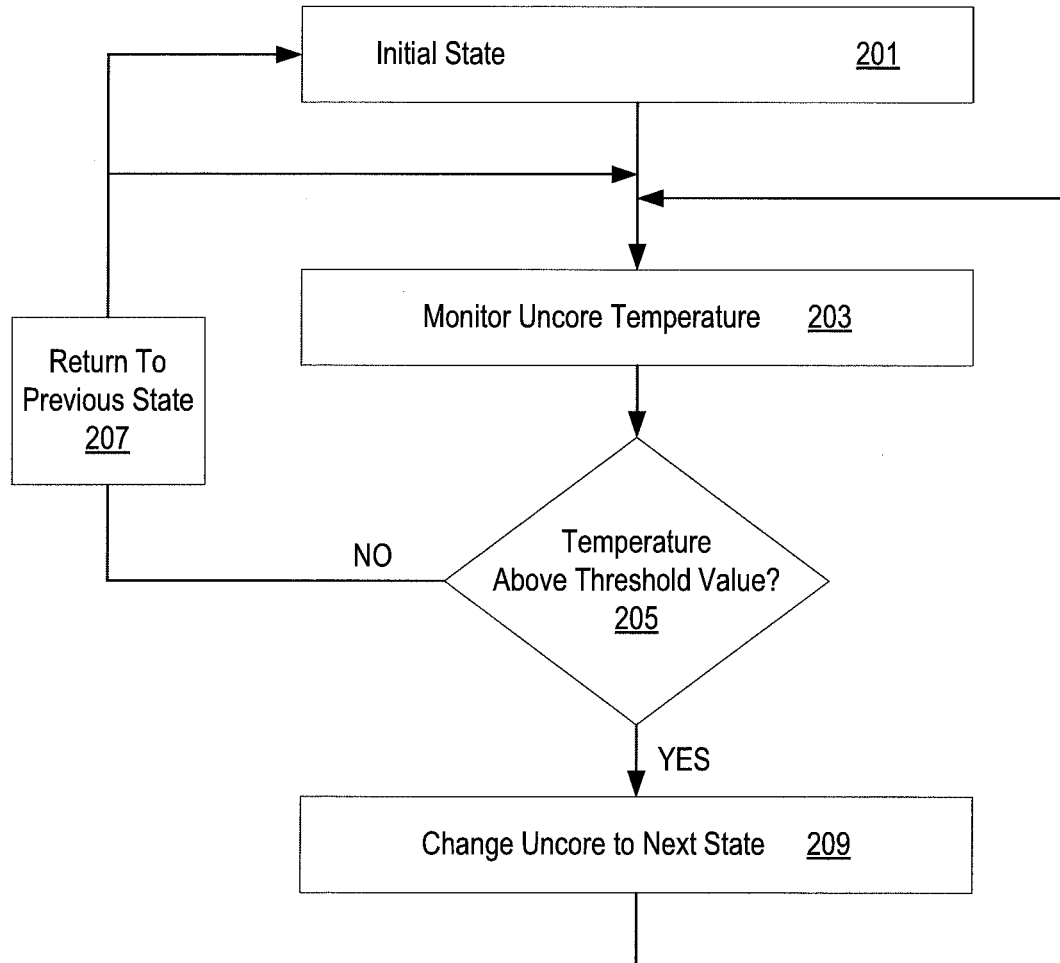 Initial State 201
Monitor Uncore Temperature 203
Return To
Previous State
207
Temperature
Above Threshold Value?
205
NO
YES
Change Uncore to Next State 209